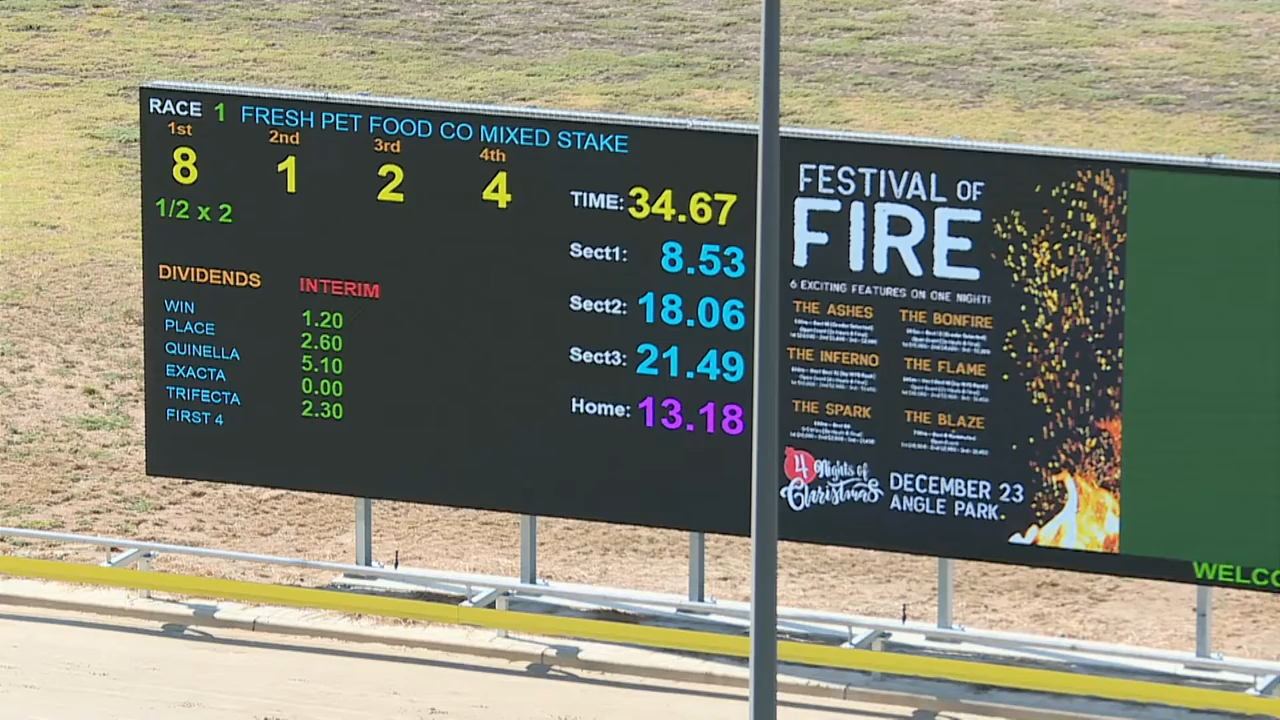 RACE 1 FRESH PET FOOD CO MIXED STAKE
1st 2nd 3rd 4th
8 1 2 4
1/2 x 2
TIME: 34.67
Sect1: 8.53
Sect2: 18.06
Sect3: 21.49
Home: 13.18
DIVIDENDS INTERIM
WIN 1.20
PLACE 2.60
QUINELLA 5.10
EXACTA 0.00
TRIFECTA 2.30
FIRST 4
FESTIVAL OF
FIRE
6 EXCITING FEATURES ON ONE NIGHT!
THE ASHES
THE BONFIRE
THE INFERNO
THE FLAME
THE SPARK
THE BLAZE
4 Nights of
Christmas
DECEMBER 23
ANGLE PARK
WELCO